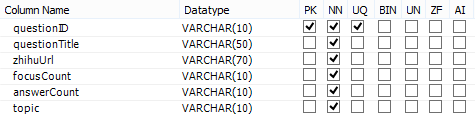 Column Name Datatype PK NN UQ BIN UN ZF AI
questionID VARCHAR(10)
questionTitle VARCHAR(50)
zhihuUrl VARCHAR(70)
focusCount VARCHAR(10)
answerCount VARCHAR(10)
topic VARCHAR(10)